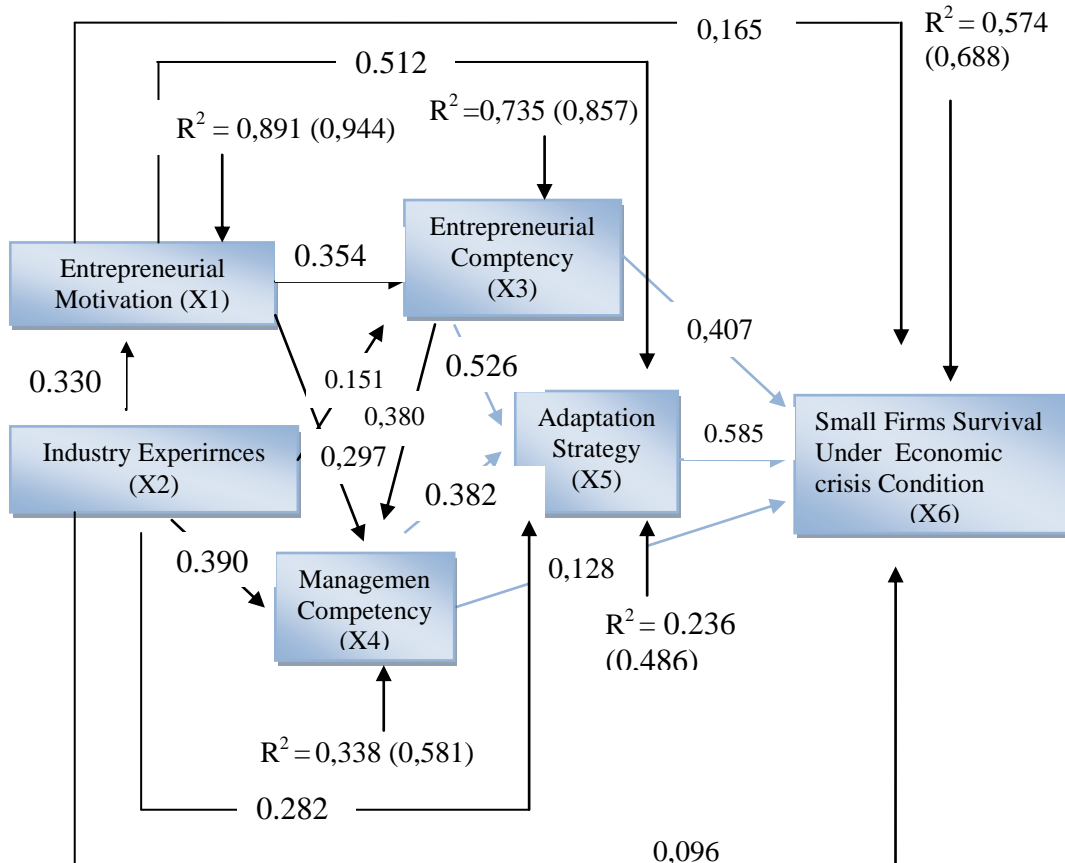 0,165
R2 = 0,574
(0,688)
0.512
R2 = 0,891 (0,944)
R2 =0,735 (0,857)
Entrepreneurial
Motivation (X1)
0.354
Entrepreneurial
Comptency
(X3)
0,407
0.330
0.151
0.526
0,380
Industry Experirnces
(X2)
0,297
Adaptation
Strategy
(X5)
0.585
Small Firms Survival
Under Economic
crisis Condition
(X6)
0.382
0.390
Managemen
Competency
(X4)
0,128
R2 = 0.236
(0,486)
R2 = 0,338 (0,581)
0.282
0,096